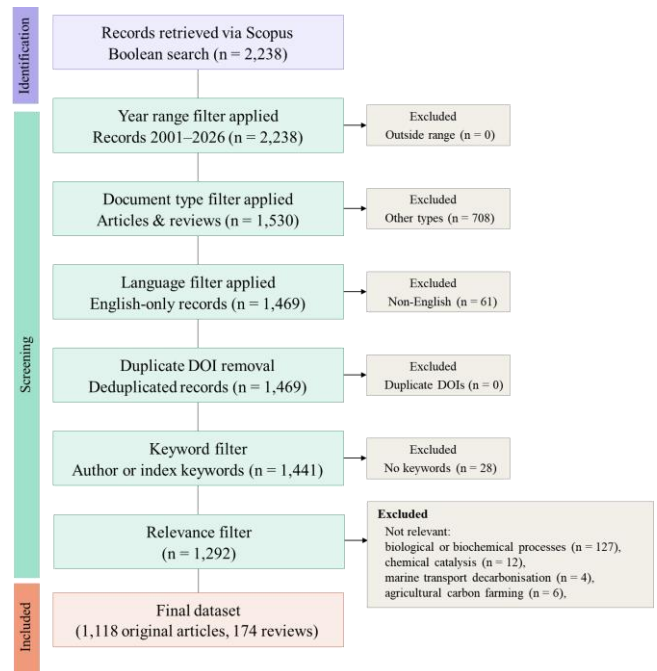 Identification
Records retrieved via Scopus
Boolean search (n = 2,238)
Screening
Year range filter applied
Records 2001–2026 (n = 2,238)
Excluded
Outside range (n = 0)
Document type filter applied
Articles & reviews (n = 1,530)
Excluded
Other types (n = 708)
Language filter applied
English-only records (n = 1,469)
Excluded
Non-English (n = 61)
Duplicate DOI removal
Deduplicated records (n = 1,469)
Excluded
Duplicate DOIs (n = 0)
Keyword filter
Author or index keywords (n = 1,441)
Excluded
No keywords (n = 28)
Relevance filter
(n = 1,292)
Excluded
Not relevant:
biological or biochemical processes (n = 127),
chemical catalysis (n = 12),
marine transport decarbonisation (n = 4),
agricultural carbon farming (n = 6),
Included
Final dataset
(1,118 original articles, 174 reviews)